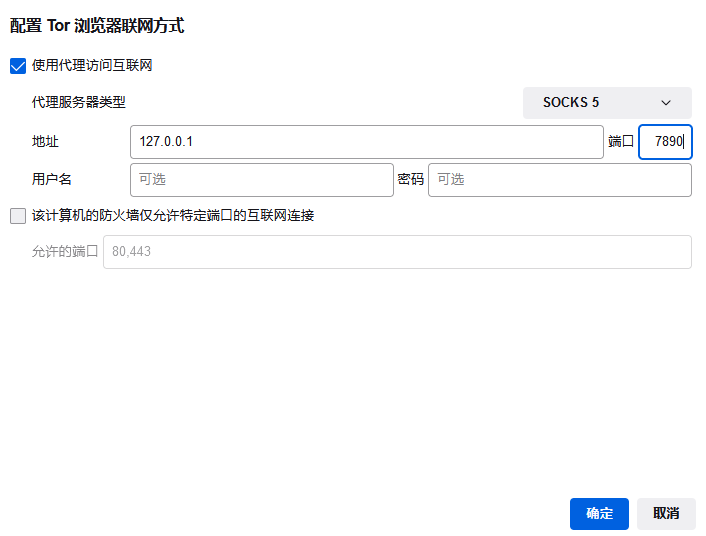 配置 Tor 浏览器联网方式
使用代理访问互联网
代理服务器类型 SOCKS 5
地址 127.0.0.1 端口 7890
用户名 可选 密码 可选
该计算机的防火墙仅允许特定端口的互联网连接
允许的端口 80,443
确定 取消